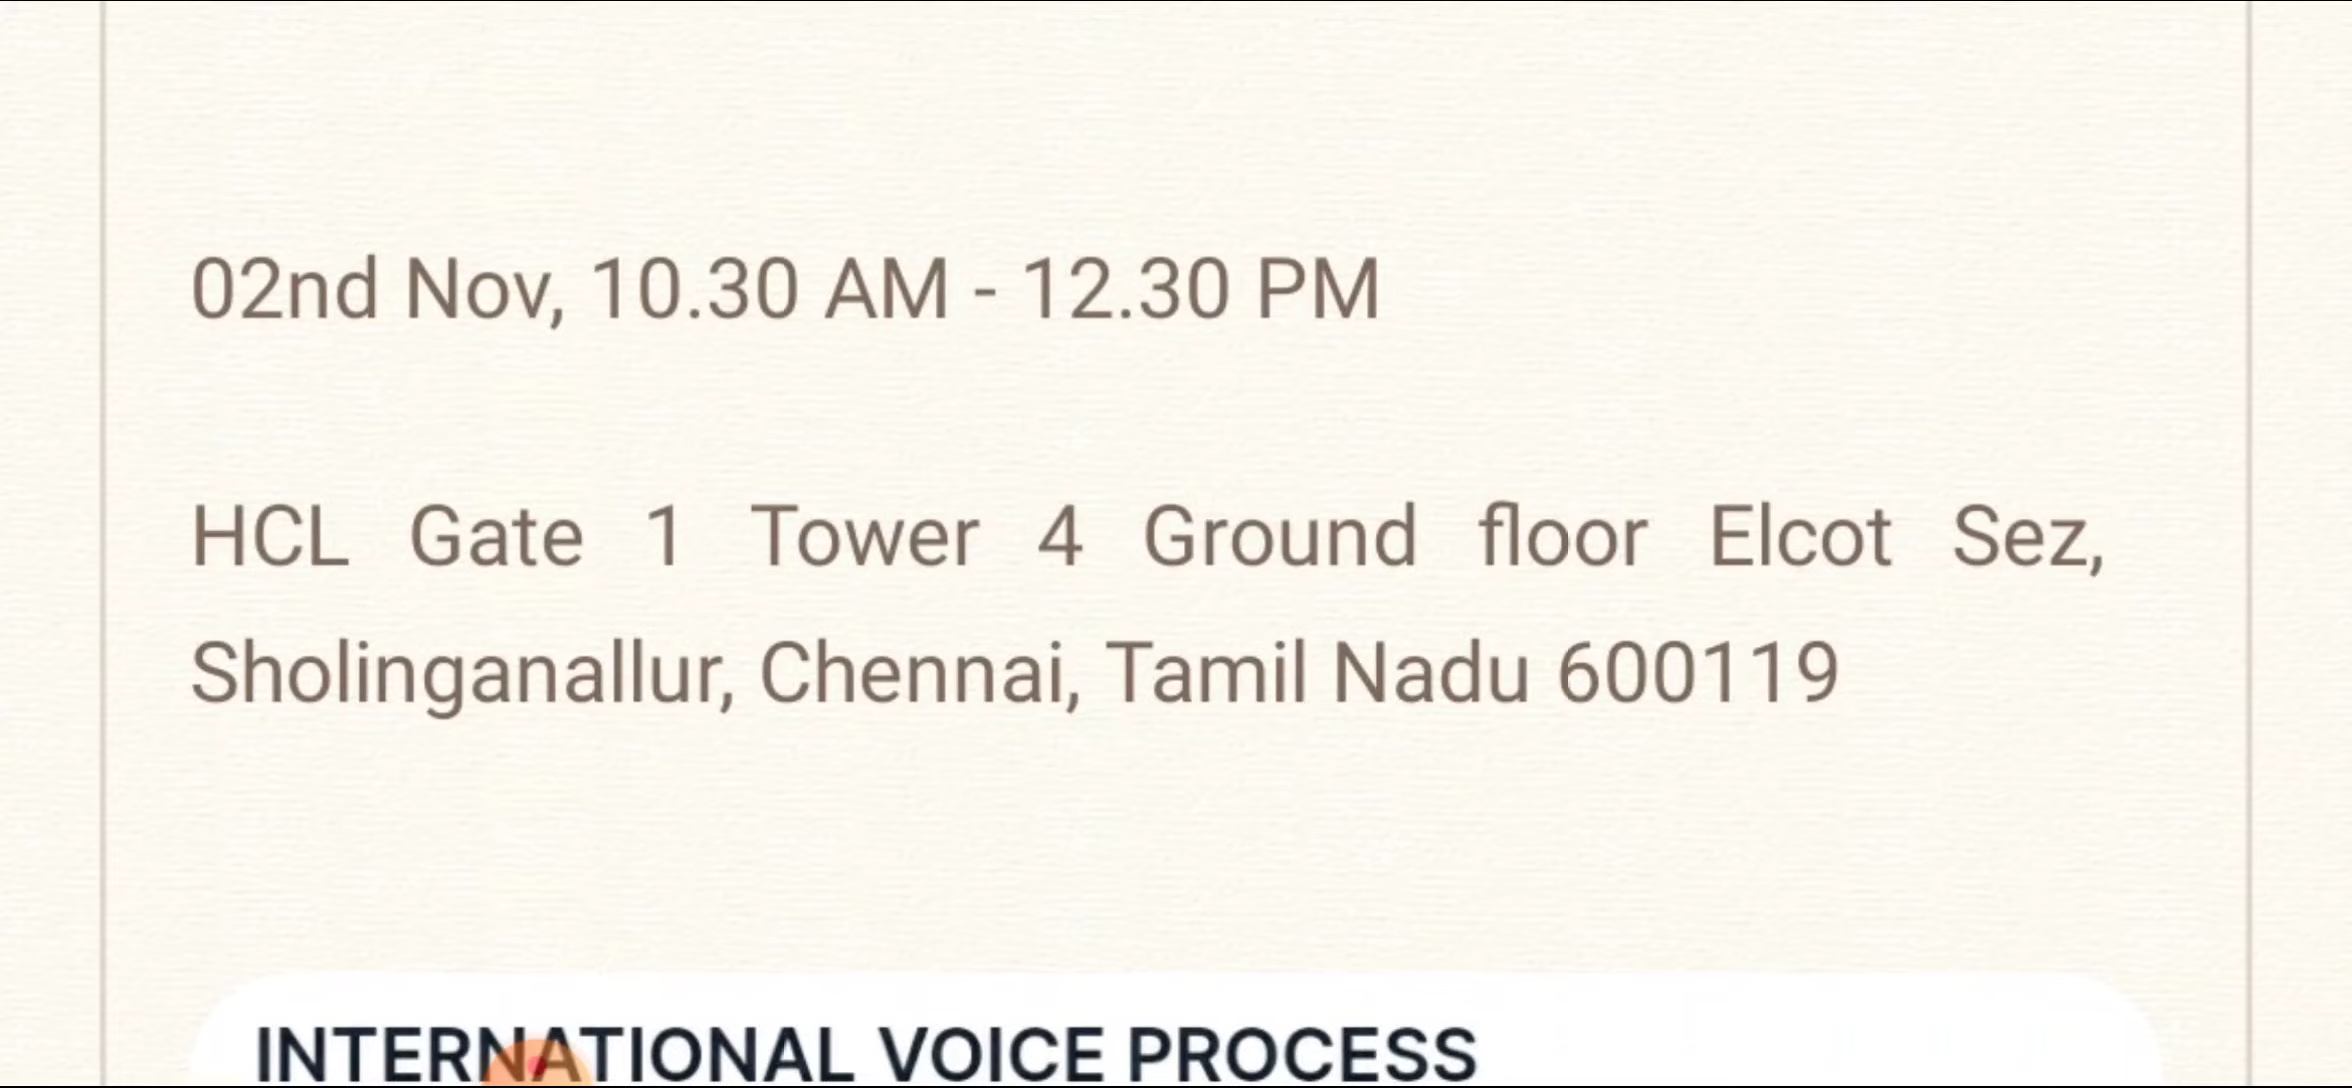 02nd Nov, 10.30 AM - 12.30 PM
HCL Gate 1 Tower 4 Ground floor Elcot Sez,
Sholinganallur, Chennai, Tamil Nadu 600119
INTERNATIONAL VOICE PROCESS